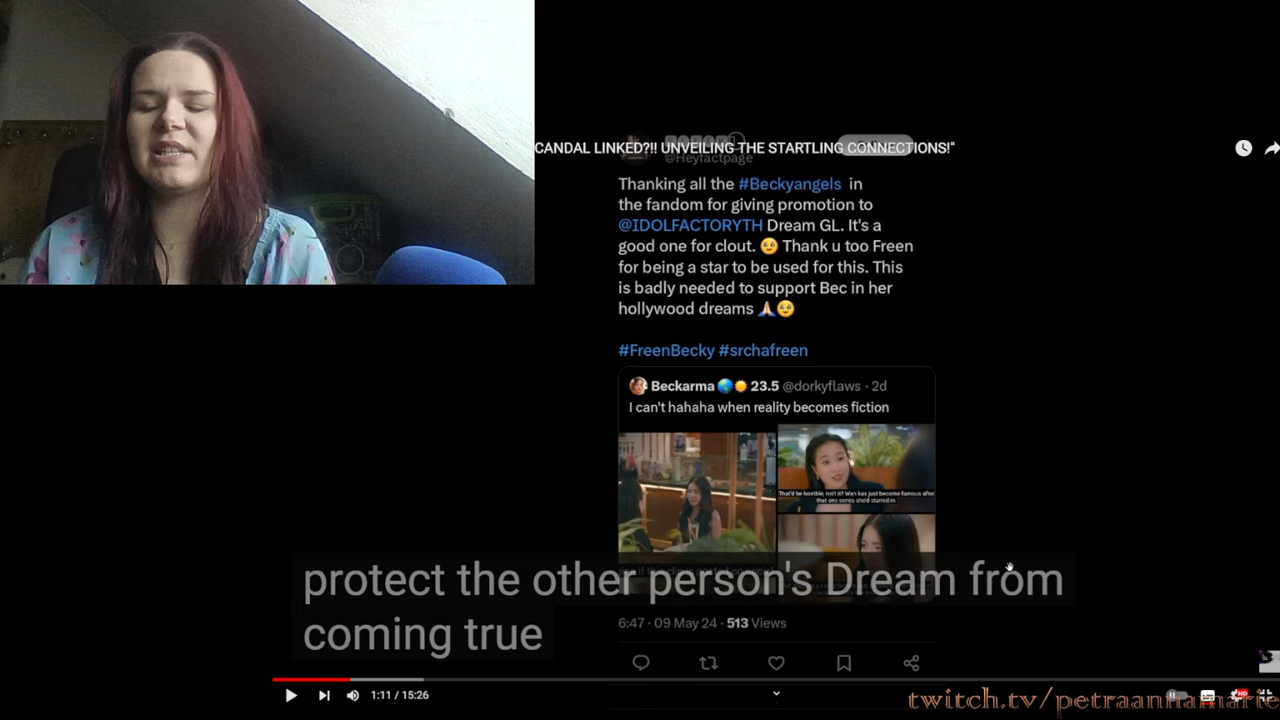 CANDAL LINKED?!! UNVEILING THE STARTLING CONNECTIONS!"
@Heyfactpage
Thanking all the #Beckyangels in
the fandom for giving promotion to
@IDOLFACTORYTH Dream GL. It's a
good one for clout. 🥹 Thank u too Freen
for being a star to be used for this. This
is badly needed to support Bec in her
hollywood dreams 🙏🥹
#FreenBecky #srchafreen
Beckarma 🌎☀️ 23.5 @dorkyflaws · 2d
I can't hahaha when reality becomes fiction
That'd be horrible, isn't it? Wan has just become famous after
that one series she'd starred in.
protect the other person's Dream from
coming true
6:47 · 09 May 24 · 513 Views
1:11 / 15:26
HD
twitch.tv/petraannamarie